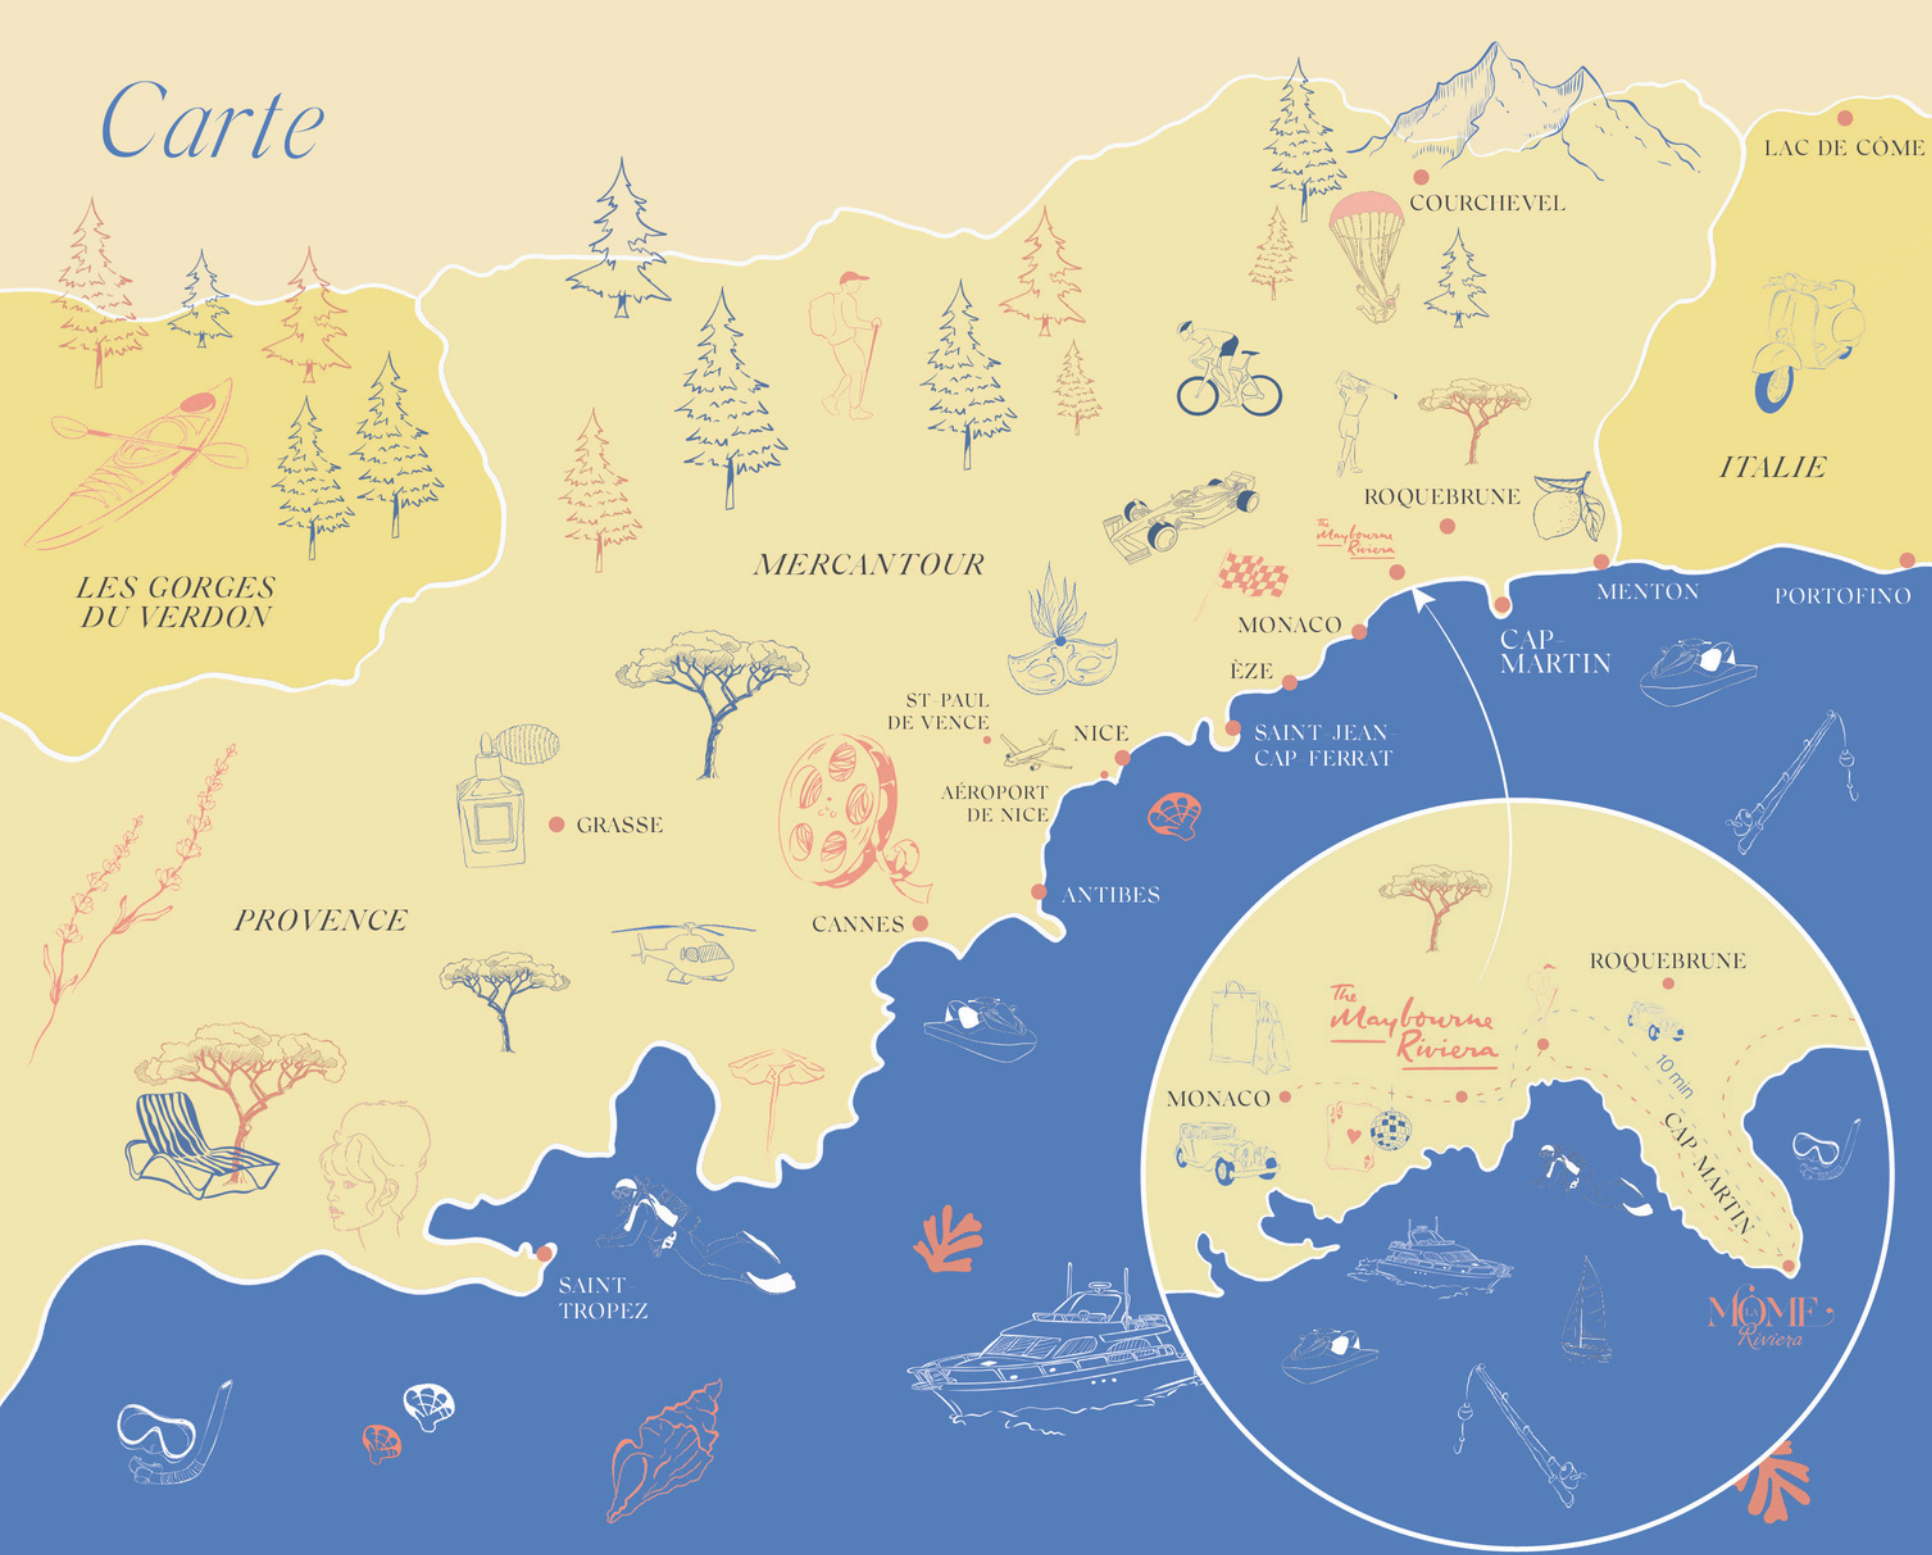 Carte
LAC DE CÔME
COURCHEVEL
ITALIE
ROQUEBRUNE
The
Maybourne
Riviera
MERCANTOUR
LES GORGES
DU VERDON
MENTON
PORTOFINO
MONACO
CAP-
MARTIN
ÈZE
ST-PAUL
DE VENCE
NICE
SAINT-JEAN-
CAP-FERRAT
AÉROPORT
DE NICE
GRASSE
ANTIBES
PROVENCE
CANNES
ROQUEBRUNE
The
Maybourne
Riviera
10 min
MONACO
CAP-MARTIN
SAINT-
TROPEZ
LA
MÔME
Riviera